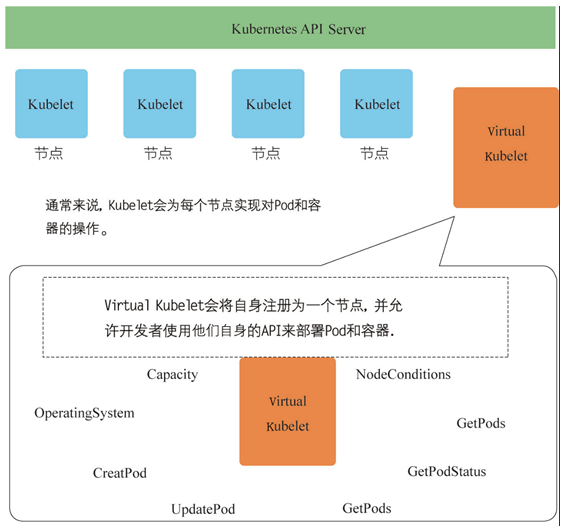 Kubernetes API Server
Kubelet Kubelet Kubelet Kubelet
Virtual
Kubelet
节点 节点 节点 节点
通常来说, Kubelet会为每个节点实现对Pod和容
器的操作。
Virtual Kubelet会将自身注册为一个节点, 并允
许开发者使用他们自身的API来部署Pod和容器.
Capacity
NodeConditions
Virtual
Kubelet
OperatingSystem
GetPods
CreatPod
GetPodStatus
UpdatePod
GetPods